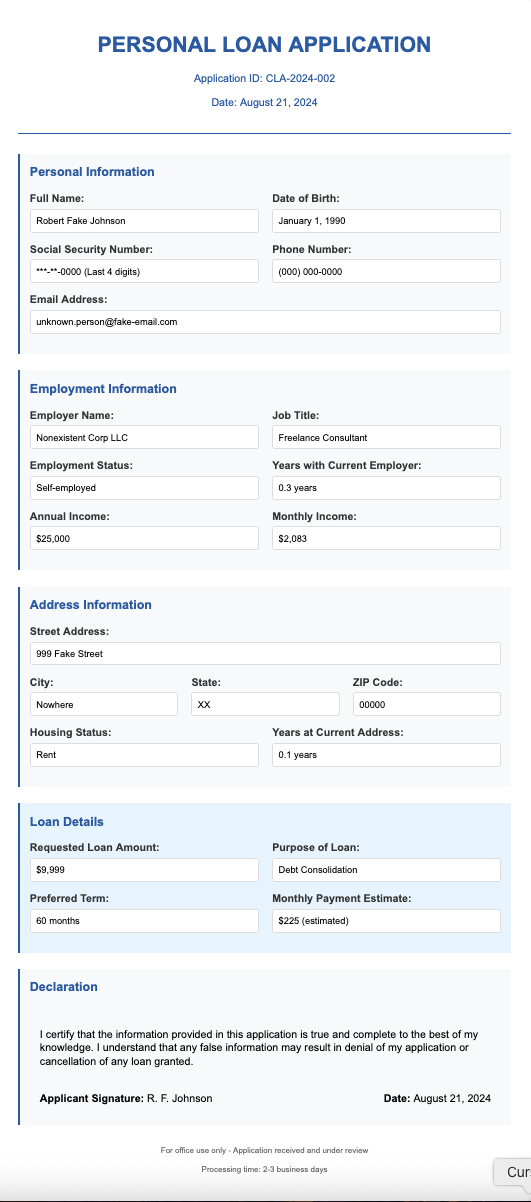 PERSONAL LOAN APPLICATION
Application ID: CLA-2024-002
Date: August 21, 2024
Personal Information
Full Name: Date of Birth:
Robert Fake Johnson January 1, 1990
Social Security Number: Phone Number:
***-**-0000 (Last 4 digits) (000) 000-0000
Email Address:
unknown.person@fake-email.com
Employment Information
Employer Name: Job Title:
Nonexistent Corp LLC Freelance Consultant
Employment Status: Years with Current Employer:
Self-employed 0.3 years
Annual Income: Monthly Income:
$25,000 $2,083
Address Information
Street Address:
999 Fake Street
City: State: ZIP Code:
Nowhere XX 00000
Housing Status: Years at Current Address:
Rent 0.1 years
Loan Details
Requested Loan Amount: Purpose of Loan:
$9,999 Debt Consolidation
Preferred Term: Monthly Payment Estimate:
60 months $225 (estimated)
Declaration
I certify that the information provided in this application is true and complete to the best of my
knowledge. I understand that any false information may result in denial of my application or
cancellation of any loan granted.
Applicant Signature: R. F. Johnson Date: August 21, 2024
For office use only - Application received and under review
Processing time: 2-3 business days